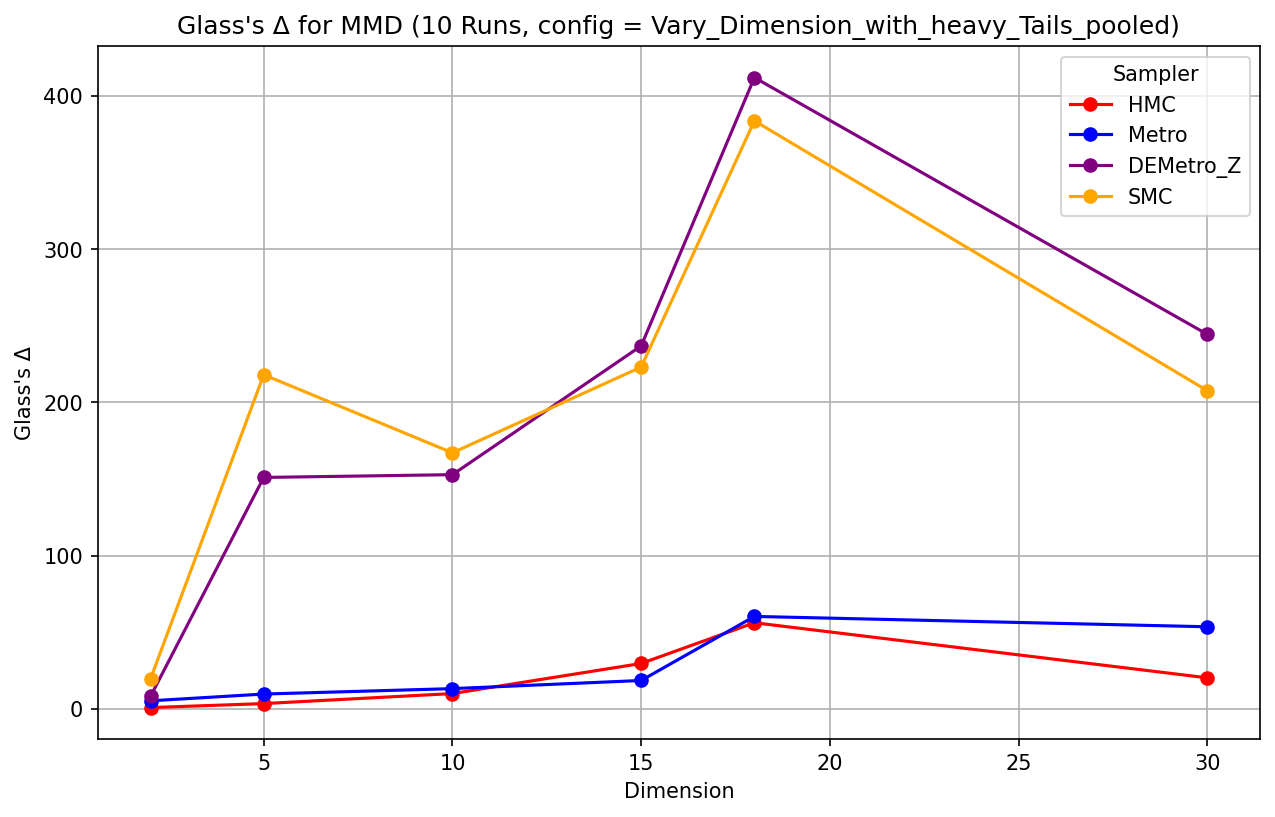 Glass's Δ for MMD (10 Runs, config = Vary_Dimension_with_heavy_Tails_pooled)
Sampler
HMC
Metro
DEMetro_Z
SMC
400
300
200
100
0
Glass's Δ
5 10 15 20 25 30
Dimension